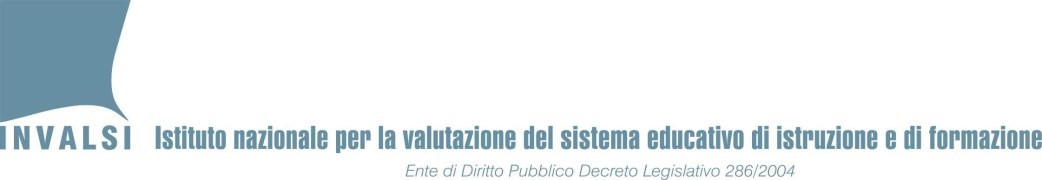 INVALSI Istituto nazionale per la valutazione del sistema educativo di istruzione e di formazione
Ente di Diritto Pubblico Decreto Legislativo 286/2004